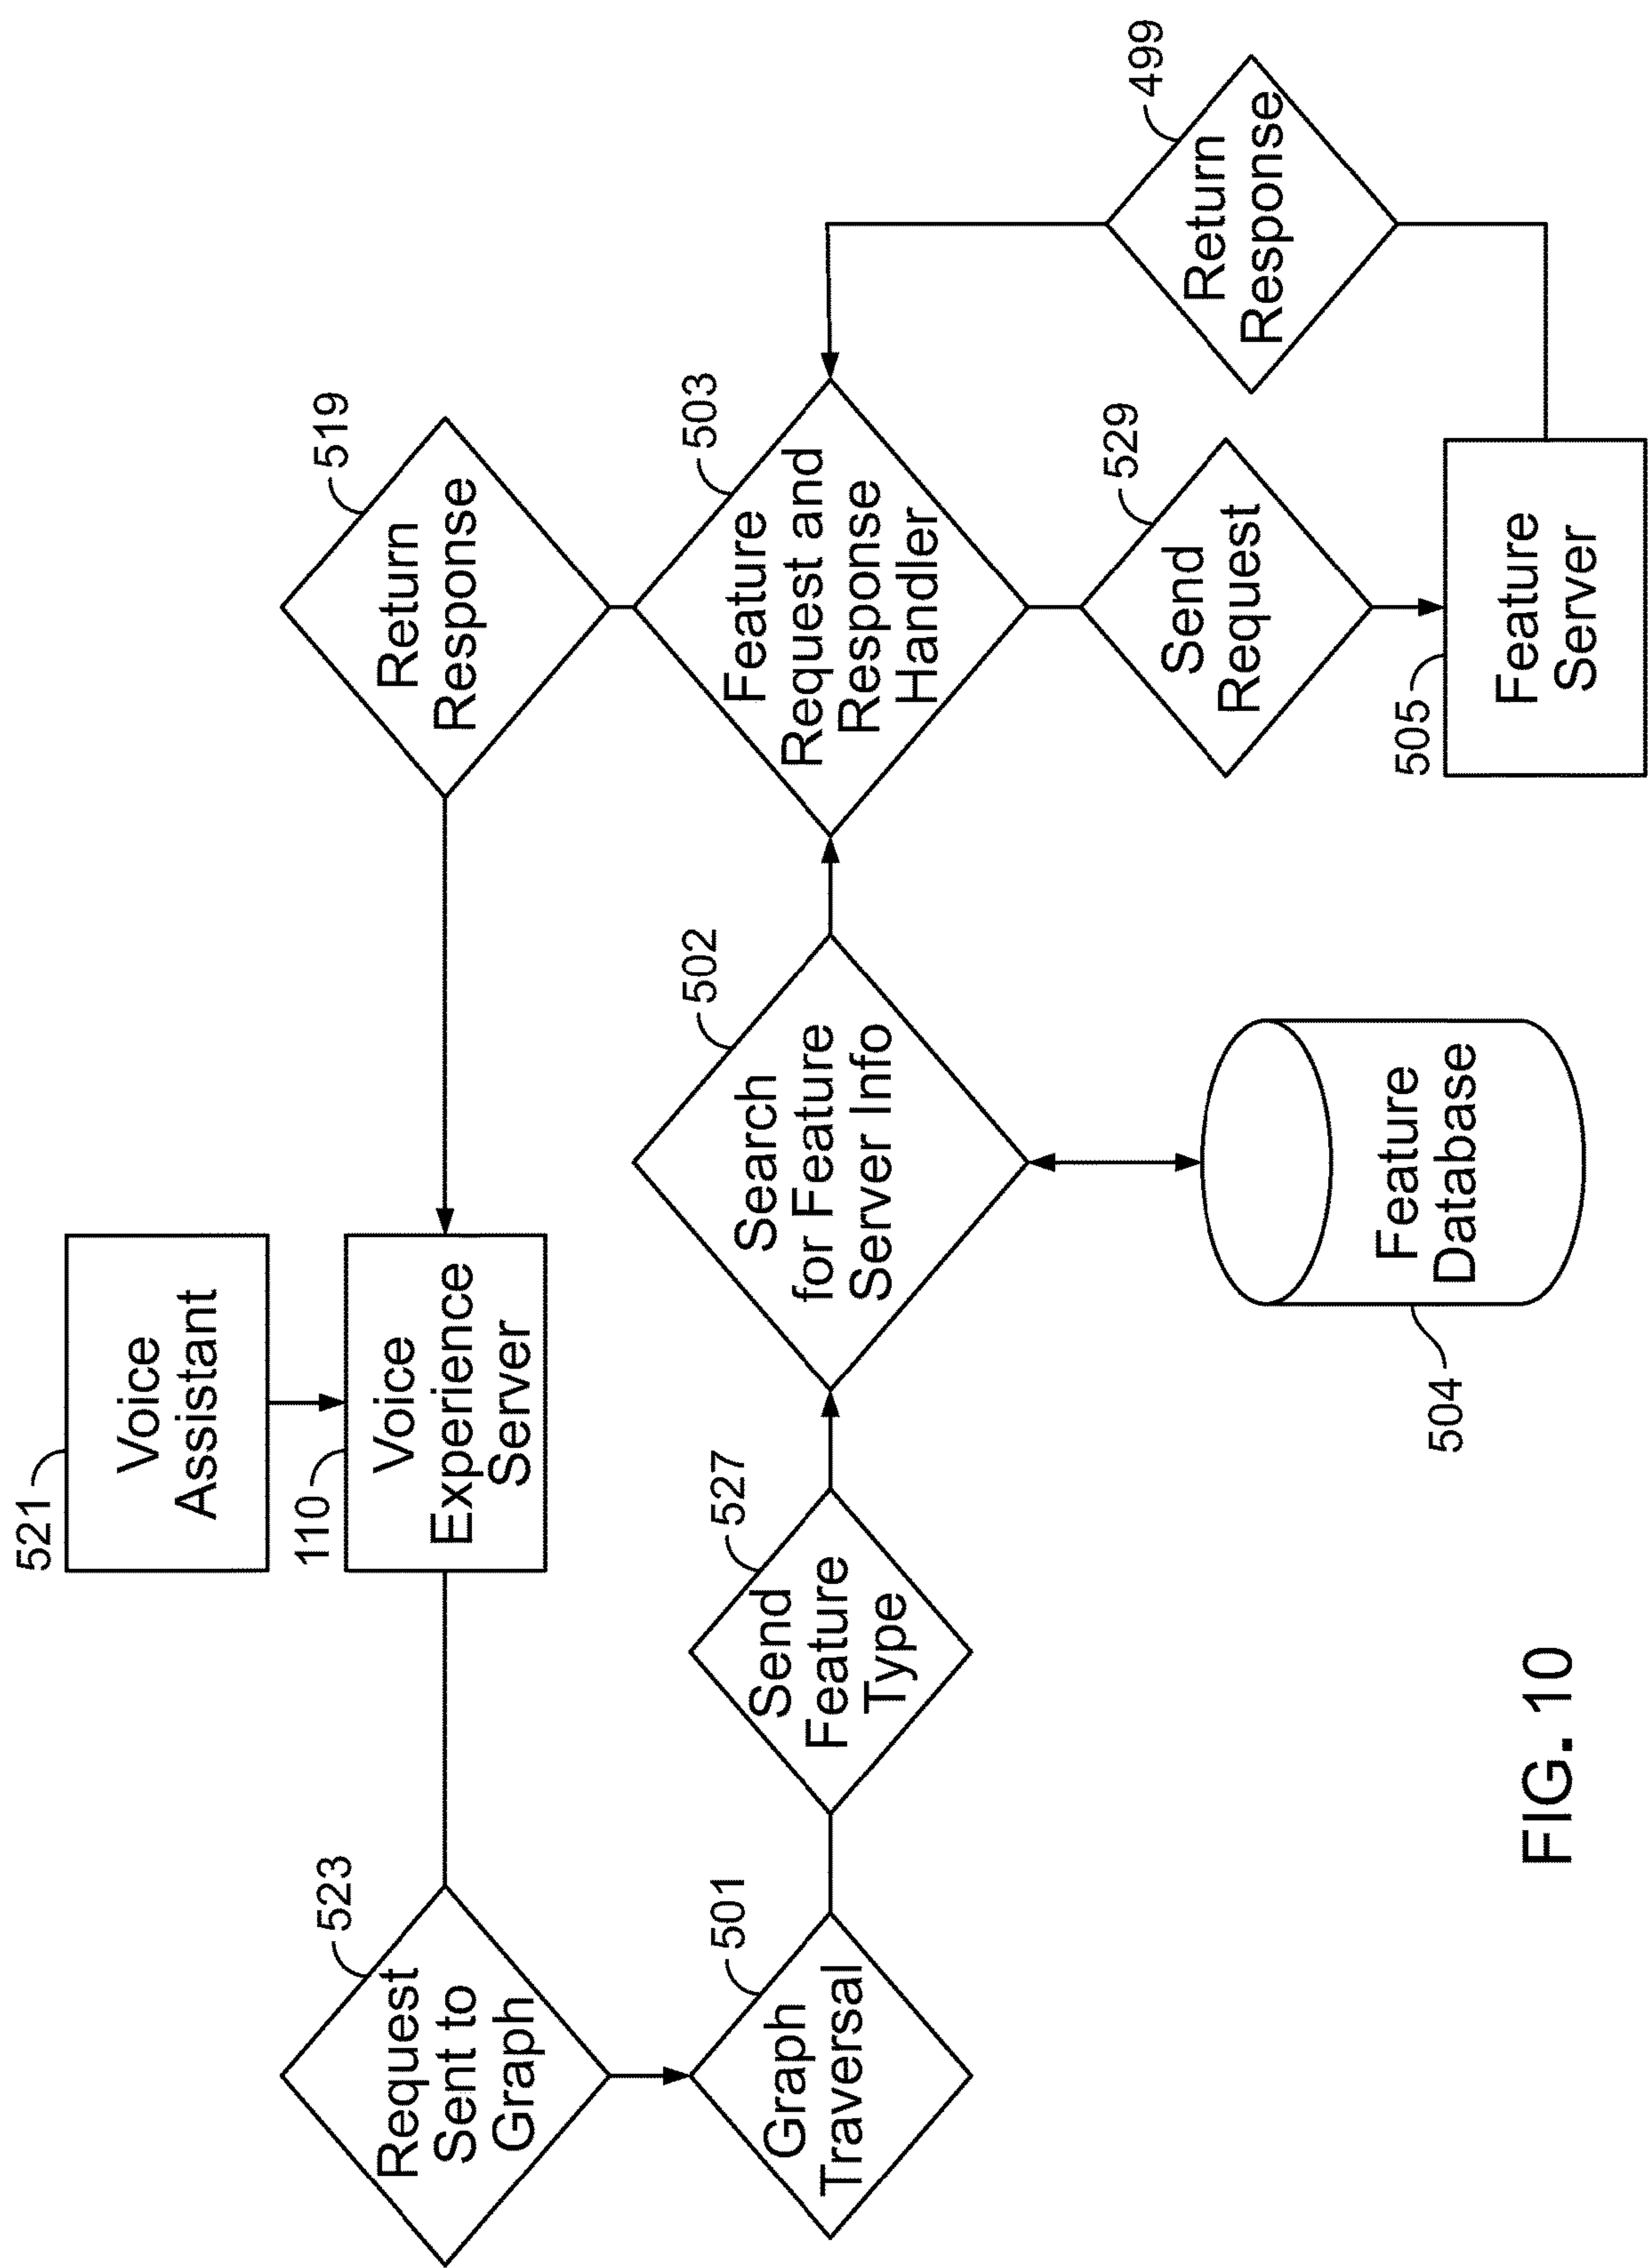 521
Voice
Assistant
110
Voice
Experience
Server
523
Request
Sent to
Graph
519
Return
Response
501
Graph
Traversal
527
Send
Feature
Type
502
Search
for Feature
Server Info
503
Feature
Request and
Response
Handler
499
Return
Response
529
Send
Request
504
Feature
Database
505
Feature
Server
FIG. 10